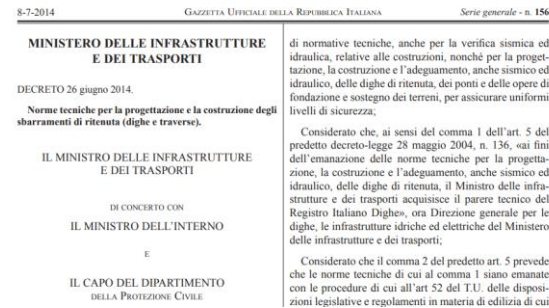 8-7-2014 GAZZETTA UFFICIALE DELLA REPUBBLICA ITALIANA Serie generale - n. 156
MINISTERO DELLE INFRASTRUTTURE
E DEI TRASPORTI
DECRETO 26 giugno 2014.
Norme tecniche per la progettazione e la costruzione degli
sbarramenti di ritenuta (dighe e traverse).
IL MINISTRO DELLE INFRASTRUTTURE
E DEI TRASPORTI
DI CONCERTO CON
IL MINISTRO DELL'INTERNO
E
IL CAPO DEL DIPARTIMENTO
DELLA PROTEZIONE CIVILE
di normative tecniche, anche per la verifica sismica ed
idraulica, relative alle costruzioni, nonché per la proget-
tazione, la costruzione e l'adeguamento, anche sismico ed
idraulico, delle dighe di ritenuta, dei ponti e delle opere di
fondazione e sostegno dei terreni, per assicurare uniformi
livelli di sicurezza;
Considerato che, ai sensi del comma 1 dell'art. 5 del
predetto decreto-legge 28 maggio 2004, n. 136, «ai fini
dell'emanazione delle norme tecniche per la progetta-
zione, la costruzione e l'adeguamento, anche sismico ed
idraulico, delle dighe di ritenuta, il Ministero delle infra-
strutture e dei trasporti acquisisce il parere tecnico del
Registro Italiano Dighe», ora Direzione generale per le
dighe, le infrastrutture idriche ed elettriche del Ministero
delle infrastrutture e dei trasporti;
Considerato che il comma 2 del predetto art. 5 prevede
che le norme tecniche di cui al comma 1 siano emanate
con le procedure di cui all'art 52 del T.U. delle disposi-
zioni legislative e regolamenti in materia di edilizia di cui